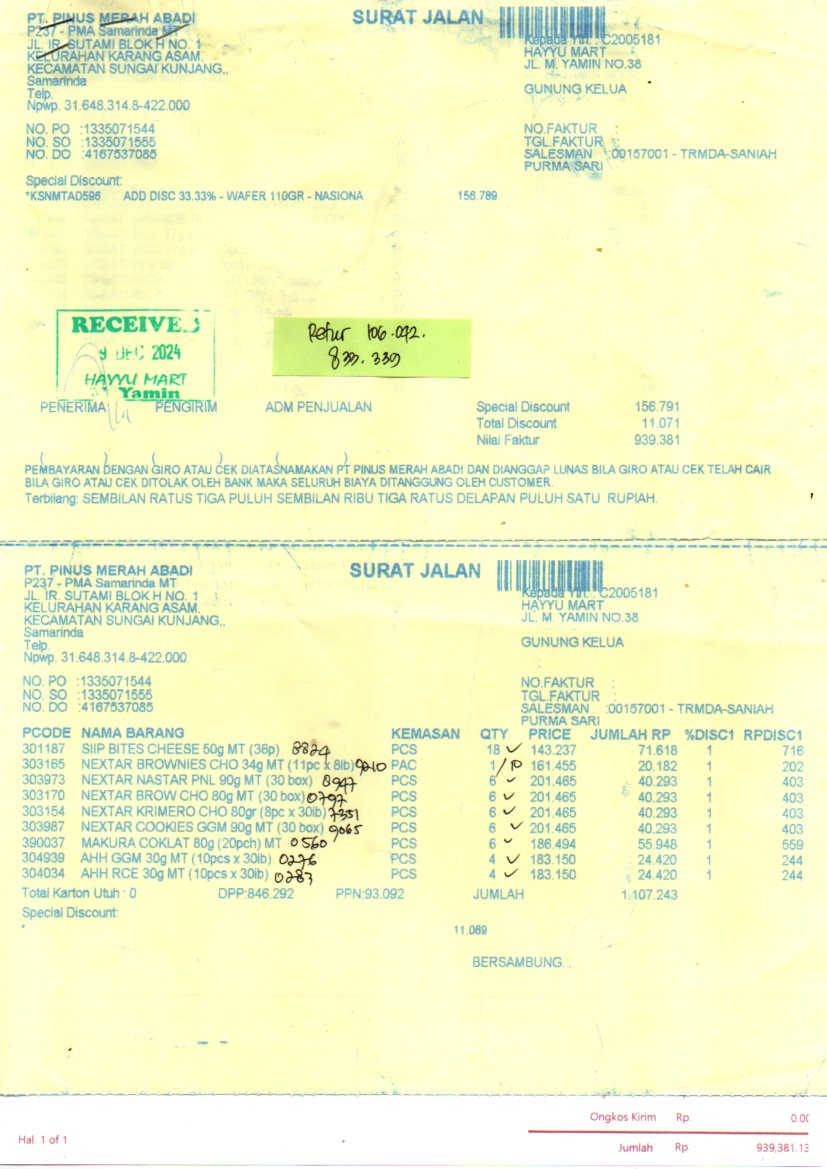 PT. PINUS MERAH ABADI SURAT JALAN
P237 - PMA Samarinda MT Kepada Yth. : C2005181
JL. IR. SUTAMI BLOK H NO. 1 HAYYU MART
KELURAHAN KARANG ASAM. JL. M. YAMIN NO.38
KECAMATAN SUNGAI KUNJANG,,
Samarinda
Telp. GUNUNG KELUA
Npwp. 31.648.314.8-422.000
NO. PO :1335071544 NO.FAKTUR :
NO. SO :1335071555 TGL.FAKTUR :
NO. DO :4167537085 SALESMAN :00157001 - TRMDA-SANIAH
PURMA SARI
Special Discount:
*KSNMTAD596 ADD DISC 33.33% - WAFER 110GR - NASIONA 156.789
RECEIVED
9 DEC 2024
HAYYU MART
Yamin
Retur 106.042.
833.339
PENERIMA PENGIRIM ADM PENJUALAN Special Discount 156.791
Total Discount 11.071
Nilai Faktur 939.381
( ) ( ) ( )
PEMBAYARAN DENGAN GIRO ATAU CEK DIATASNAMAKAN PT PINUS MERAH ABADI DAN DIANGGAP LUNAS BILA GIRO ATAU CEK TELAH CAIR
BILA GIRO ATAU CEK DITOLAK OLEH BANK MAKA SELURUH BIAYA DITANGGUNG OLEH CUSTOMER.
Terbilang: SEMBILAN RATUS TIGA PULUH SEMBILAN RIBU TIGA RATUS DELAPAN PULUH SATU RUPIAH.
PT. PINUS MERAH ABADI SURAT JALAN
P237 - PMA Samarinda MT Kepada Yth. : C2005181
JL. IR. SUTAMI BLOK H NO. 1 HAYYU MART
KELURAHAN KARANG ASAM. JL. M. YAMIN NO.38
KECAMATAN SUNGAI KUNJANG,,
Samarinda
Telp. GUNUNG KELUA
Npwp. 31.648.314.8-422.000
NO. PO :1335071544 NO.FAKTUR :
NO. SO :1335071555 TGL.FAKTUR :
NO. DO :4167537085 SALESMAN :00157001 - TRMDA-SANIAH
PURMA SARI
PCODE NAMA BARANG KEMASAN QTY PRICE JUMLAH RP %DISC1 RPDISC1
301187 SIIP BITES CHEESE 50g MT (36p) 8824 PCS 18 ✓ 143.237 71.618 1 716
303165 NEXTAR BROWNIES CHO 34g MT (11pc x 8ib) 9210 PAC 1/10 161.455 20.182 1 202
303973 NEXTAR NASTAR PNL 90g MT (30 box) 8947 PCS 6 ✓ 201.465 40.293 1 403
303170 NEXTAR BROW CHO 80g MT (30 box) 0797 PCS 6 ✓ 201.465 40.293 1 403
303154 NEXTAR KRIMERO CHO 80gr (8pc x 30ib) 7351 PCS 6 ✓ 201.465 40.293 1 403
303987 NEXTAR COOKIES GGM 90g MT (30 box) 9065 PCS 6 ✓ 201.465 40.293 1 403
390037 MAKURA COKLAT 80g (20pch) MT 0560 PCS 6 ✓ 186.494 55.948 1 559
304939 AHH GGM 30g MT (10pcs x 30ib) 0276 PCS 4 ✓ 183.150 24.420 1 244
304034 AHH RCE 30g MT (10pcs x 30ib) 0283 PCS 4 ✓ 183.150 24.420 1 244
Total Karton Utuh : 0 DPP:846.292 PPN:93.092 JUMLAH 1.107.243
Special Discount:
* 11.069
BERSAMBUNG...
Ongkos Kirim Rp. 0.00
Hal. 1 of 1
Jumlah Rp. 939,381.13